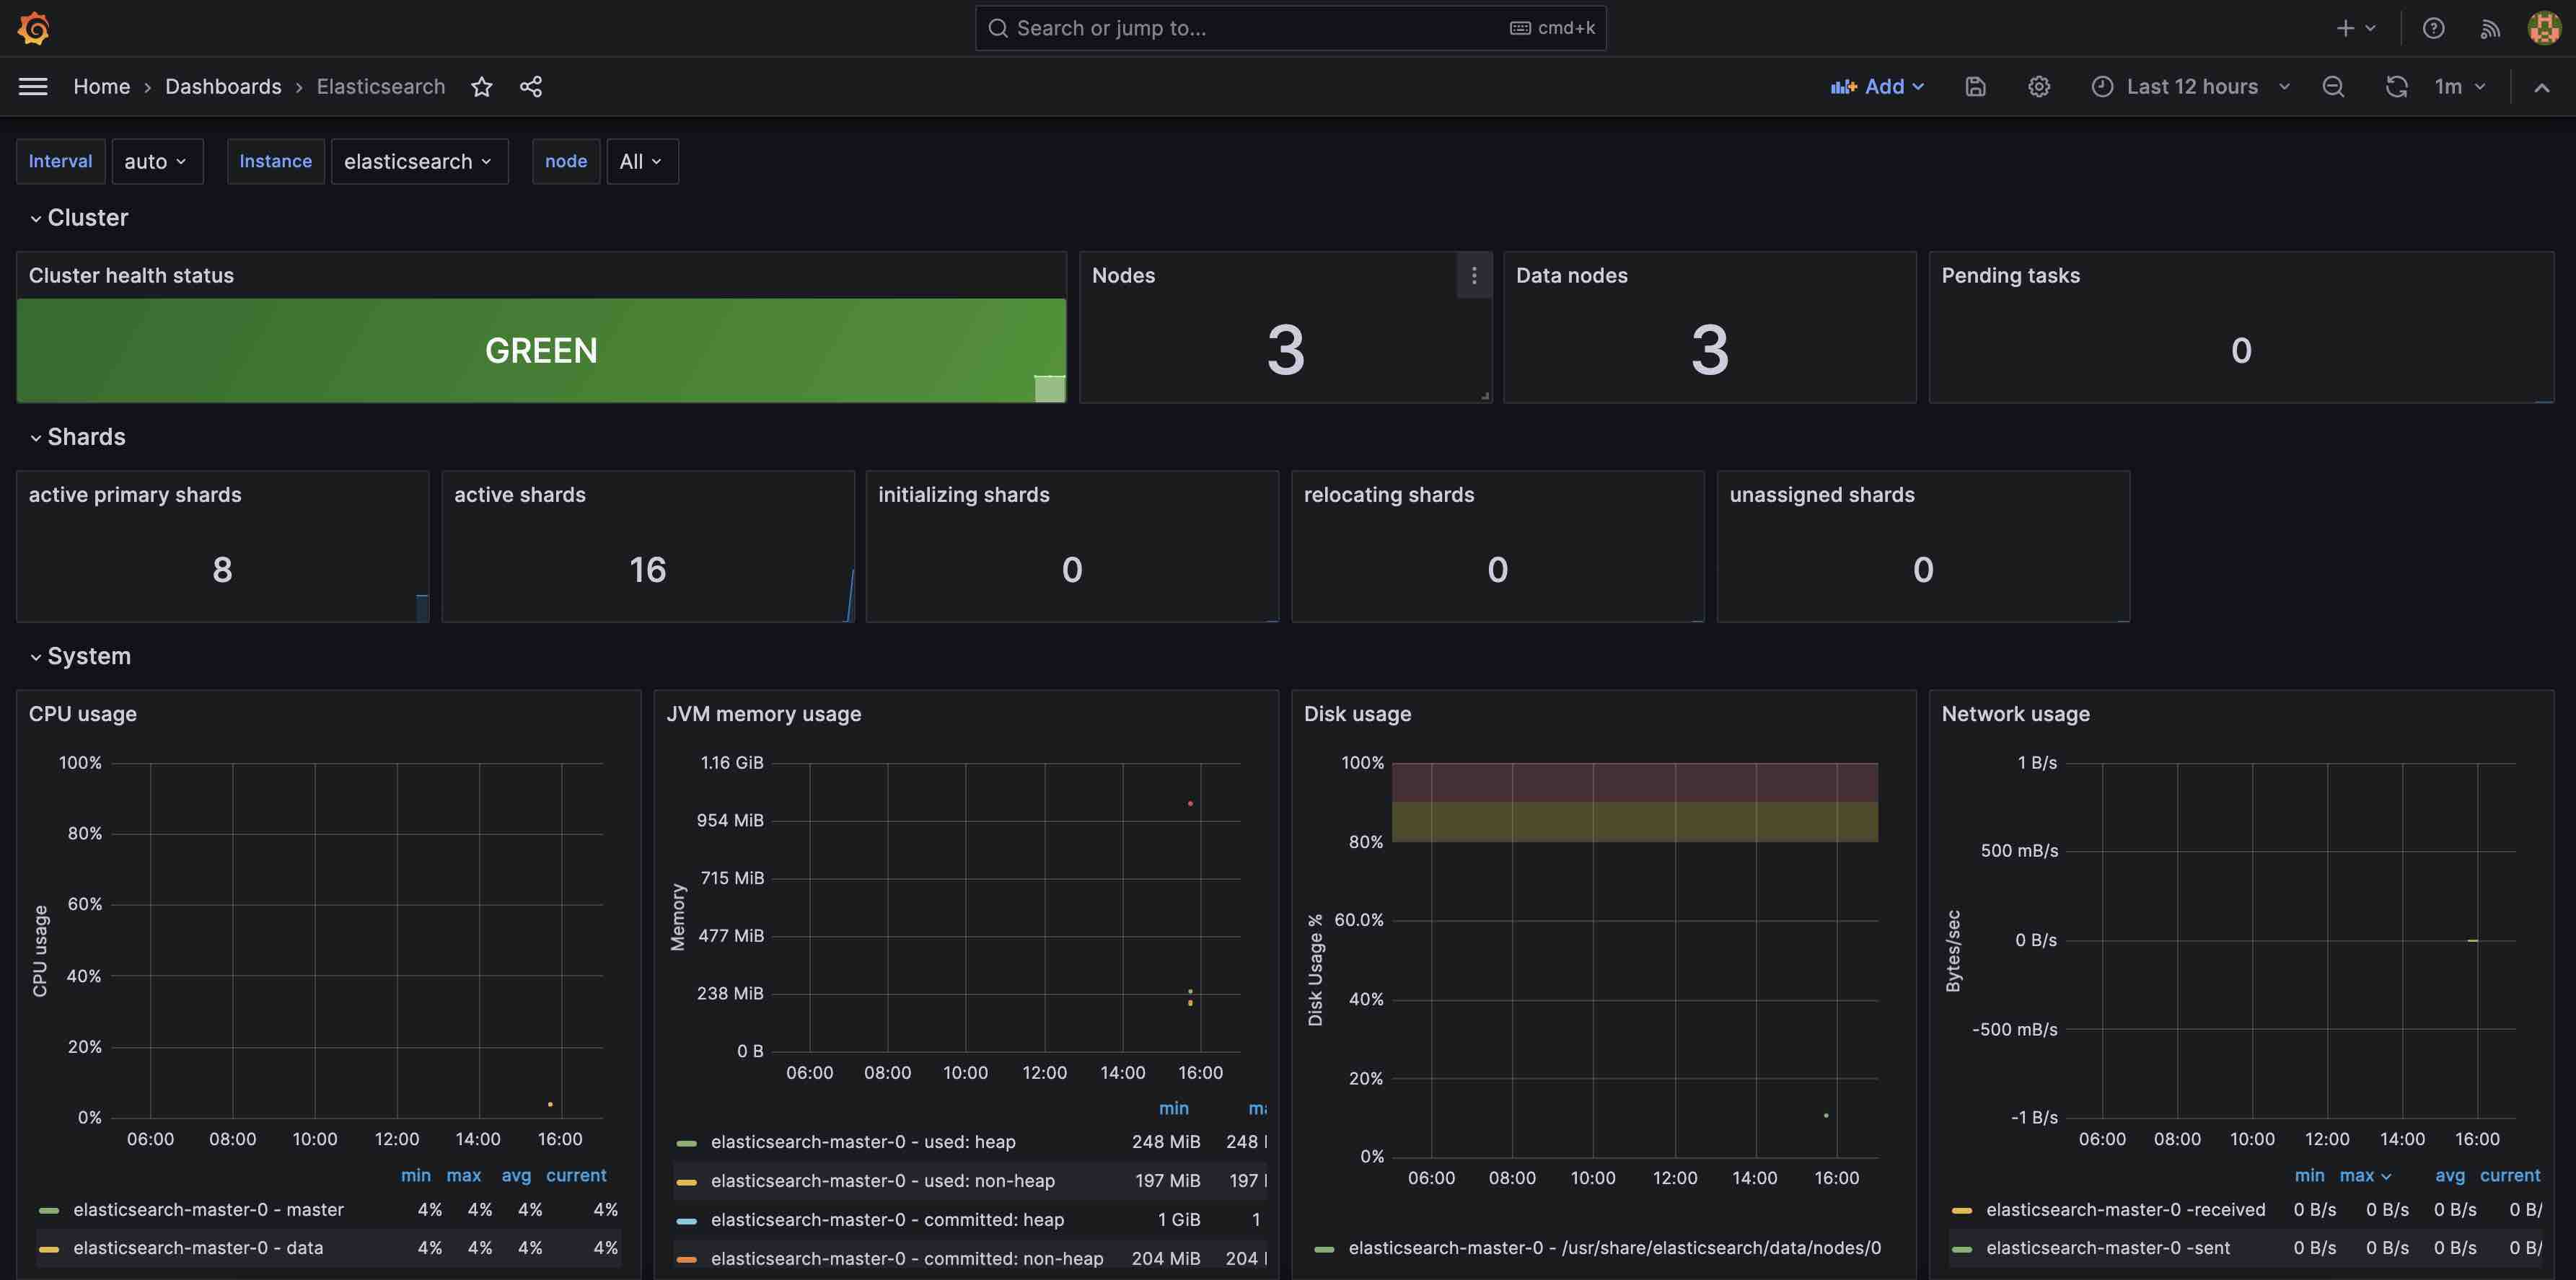 Search or jump to... cmd+k
Home › Dashboards › Elasticsearch Add Last 12 hours 1m
Interval auto Instance elasticsearch node All
Cluster
Cluster health status Nodes Data nodes Pending tasks
GREEN 3 3 0
Shards
active primary shards active shards initializing shards relocating shards unassigned shards
8 16 0 0 0
System
CPU usage
100%
80%
60%
40%
20%
0%
CPU usage
06:00 08:00 10:00 12:00 14:00 16:00
min max avg current
elasticsearch-master-0 - master 4% 4% 4% 4%
elasticsearch-master-0 - data 4% 4% 4% 4%
JVM memory usage
1.16 GiB
954 MiB
715 MiB
477 MiB
238 MiB
0 B
Memory
06:00 08:00 10:00 12:00 14:00 16:00
min
elasticsearch-master-0 - used: heap 248 MiB 248
elasticsearch-master-0 - used: non-heap 197 MiB 197
elasticsearch-master-0 - committed: heap 1 GiB 1
elasticsearch-master-0 - committed: non-heap 204 MiB 204
Disk usage
100%
80%
60.0%
40%
20%
0%
Disk Usage %
06:00 08:00 10:00 12:00 14:00 16:00
elasticsearch-master-0 - /usr/share/elasticsearch/data/nodes/0
Network usage
1 B/s
500 mB/s
0 B/s
-500 mB/s
-1 B/s
Bytes/sec
06:00 08:00 10:00 12:00 14:00 16:00
min max avg current
elasticsearch-master-0 -received 0 B/s 0 B/s 0 B/s 0 B/
elasticsearch-master-0 -sent 0 B/s 0 B/s 0 B/s 0 B/